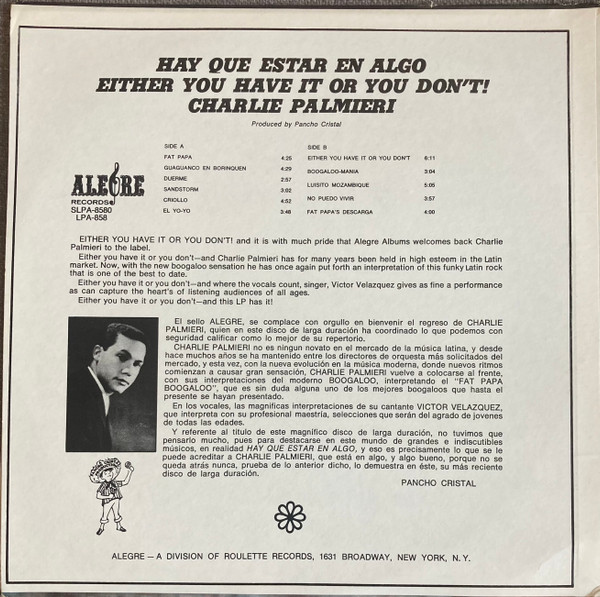 HAY QUE ESTAR EN ALGO
EITHER YOU HAVE IT OR YOU DON'T!
CHARLIE PALMIERI
Produced by Pancho Cristal
SIDE A
FAT PAPA 4:25
GUAGUANCO EN BORINQUEN 4:29
DUERME 2:57
SANDSTORM 3:02
CRIOLLO 4:52
EL YO-YO 3:48
SIDE B
EITHER YOU HAVE IT OR YOU DON'T 6:11
BOOGALOO-MANIA 3:04
LUISITO MOZAMBIQUE 5:05
NO PUEDO VIVIR 3:57
FAT PAPA'S DESCARGA 4:00
ALEGRE
RECORDS
SLPA-8580
LPA-858
EITHER YOU HAVE IT OR YOU DON'T! and it is with much pride that Alegre Albums welcomes back Charlie
Palmieri to the label.
Either you have it or you don't—and Charlie Palmieri has for many years been held in high esteem in the Latin
market. Now, with the new boogaloo sensation he has once again put forth an interpretation of this funky Latin rock
that is one of the best to date.
Either you have it or you don't—and where the vocals count, singer, Victor Velazquez gives as fine a performance
as can capture the heart's of listening audiences of all ages.
Either you have it or you don't—and this LP has it!
El sello ALEGRE, se complace con orgullo en bienvenir el regreso de CHARLIE
PALMIERI, quien en este disco de larga duración ha coordinado lo que podemos con
seguridad calificar como lo mejor de su repertorio.
CHARLIE PALMIERI no es ningun novato en el mercado de la música latina, y desde
hace muchos años se ha mantenido entre los directores de orquesta más solicitados del
mercado, y esta vez, con la nueva evolución en la música moderna, donde nuevos ritmos
comienzan a causar gran sensación, CHARLIE PALMIERI vuelve a colocarse al frente,
con sus interpretaciones del moderno BOOGALOO, interpretando el "FAT PAPA
BOOGALOO", que es sin duda alguna uno de los mejores boogaloos que hasta el
presente se hayan presentado.
En los vocales, las magnificas interpretaciones de su cantante VICTOR VELAZQUEZ,
que interpreta con su profesional maestría, selecciones que serán del agrado de jovenes
de todas las edades.
Y referente al titulo de este magnífico disco de larga duración, no tuvimos que
pensarlo mucho, pues para destacarse en este mundo de grandes e indiscutibles
músicos, en realidad HAY QUE ESTAR EN ALGO, y eso es precisamente lo que se le
puede acreditar a CHARLIE PALMIERI, que está en algo, y algo bueno, porque no se
queda atrás nunca, prueba de lo anterior dicho, lo demuestra en éste, su más reciente
disco de larga duración.
PANCHO CRISTAL
ALEGRE — A DIVISION OF ROULETTE RECORDS, 1631 BROADWAY, NEW YORK, N. Y.